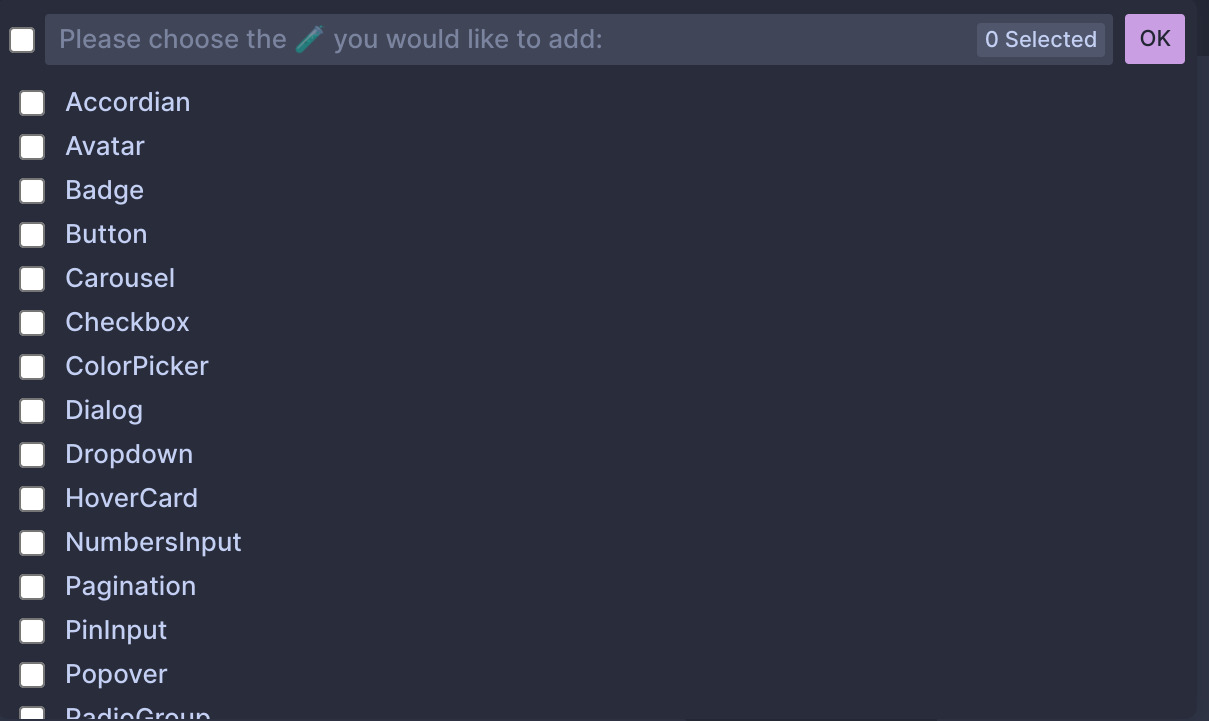 Please choose the 🧪 you would like to add:
0 Selected
OK
Accordian
Avatar
Badge
Button
Carousel
Checkbox
ColorPicker
Dialog
Dropdown
HoverCard
NumbersInput
Pagination
PinInput
Popover
RadioGroup